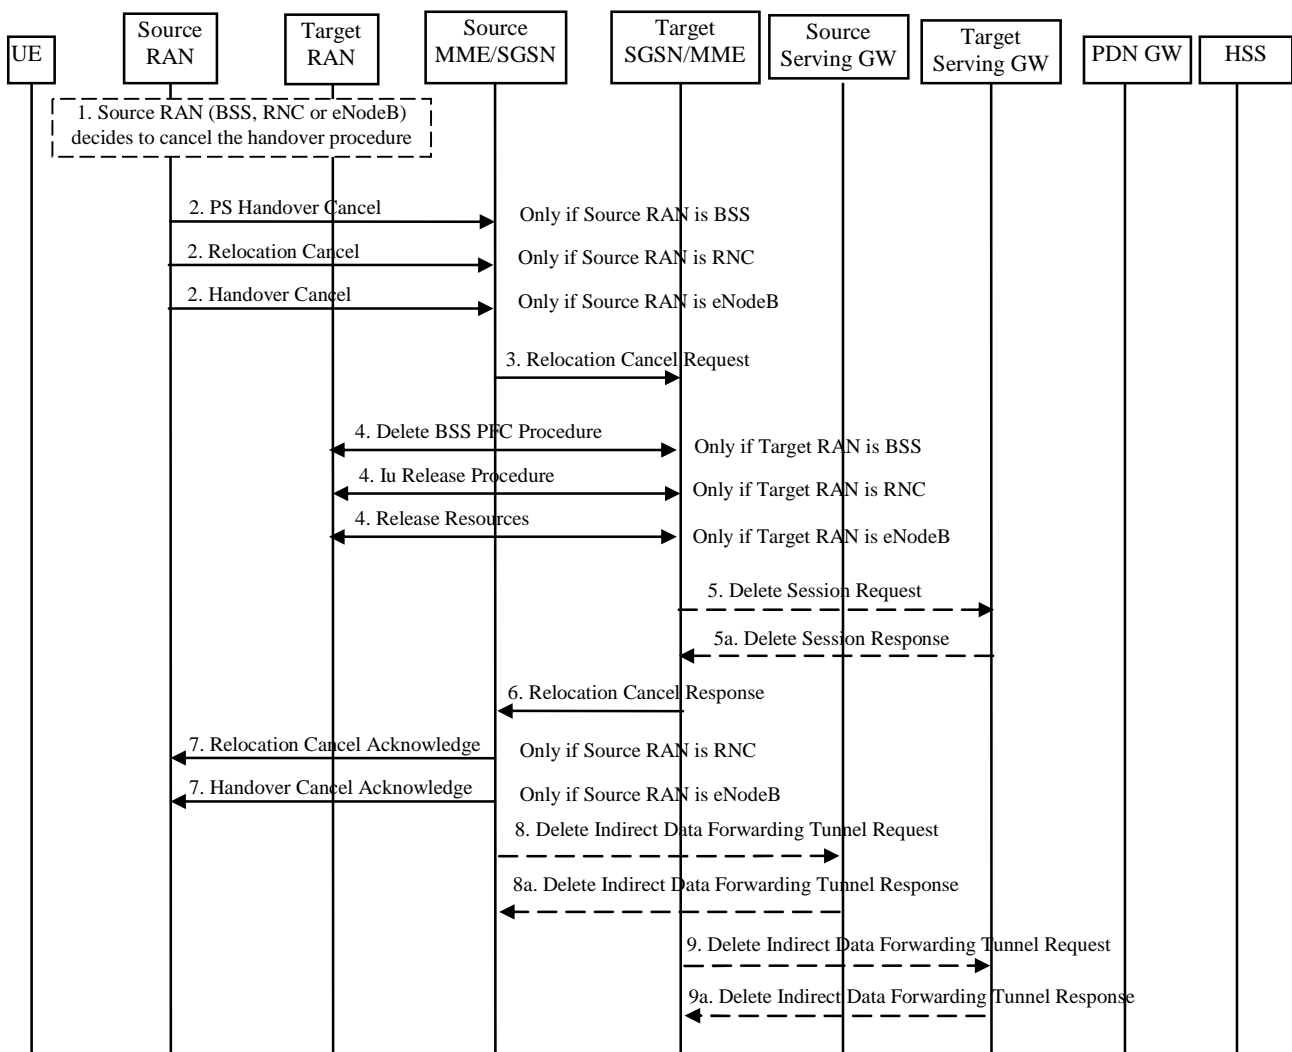 UE
Source
RAN
Target
RAN
Source
MME/SGSN
Target
SGSN/MME
Source
Serving GW
Target
Serving GW
PDN GW
HSS
1. Source RAN (BSS, RNC or eNodeB)
decides to cancel the handover procedure
2. PS Handover Cancel
Only if Source RAN is BSS
2. Relocation Cancel
Only if Source RAN is RNC
2. Handover Cancel
Only if Source RAN is eNodeB
3. Relocation Cancel Request
4. Delete BSS PFC Procedure
Only if Target RAN is BSS
4. Iu Release Procedure
Only if Target RAN is RNC
4. Release Resources
Only if Target RAN is eNodeB
5. Delete Session Request
5a. Delete Session Response
6. Relocation Cancel Response
7. Relocation Cancel Acknowledge
Only if Source RAN is RNC
7. Handover Cancel Acknowledge
Only if Source RAN is eNodeB
8. Delete Indirect Data Forwarding Tunnel Request
8a. Delete Indirect Data Forwarding Tunnel Response
9. Delete Indirect Data Forwarding Tunnel Request
9a. Delete Indirect Data Forwarding Tunnel Response